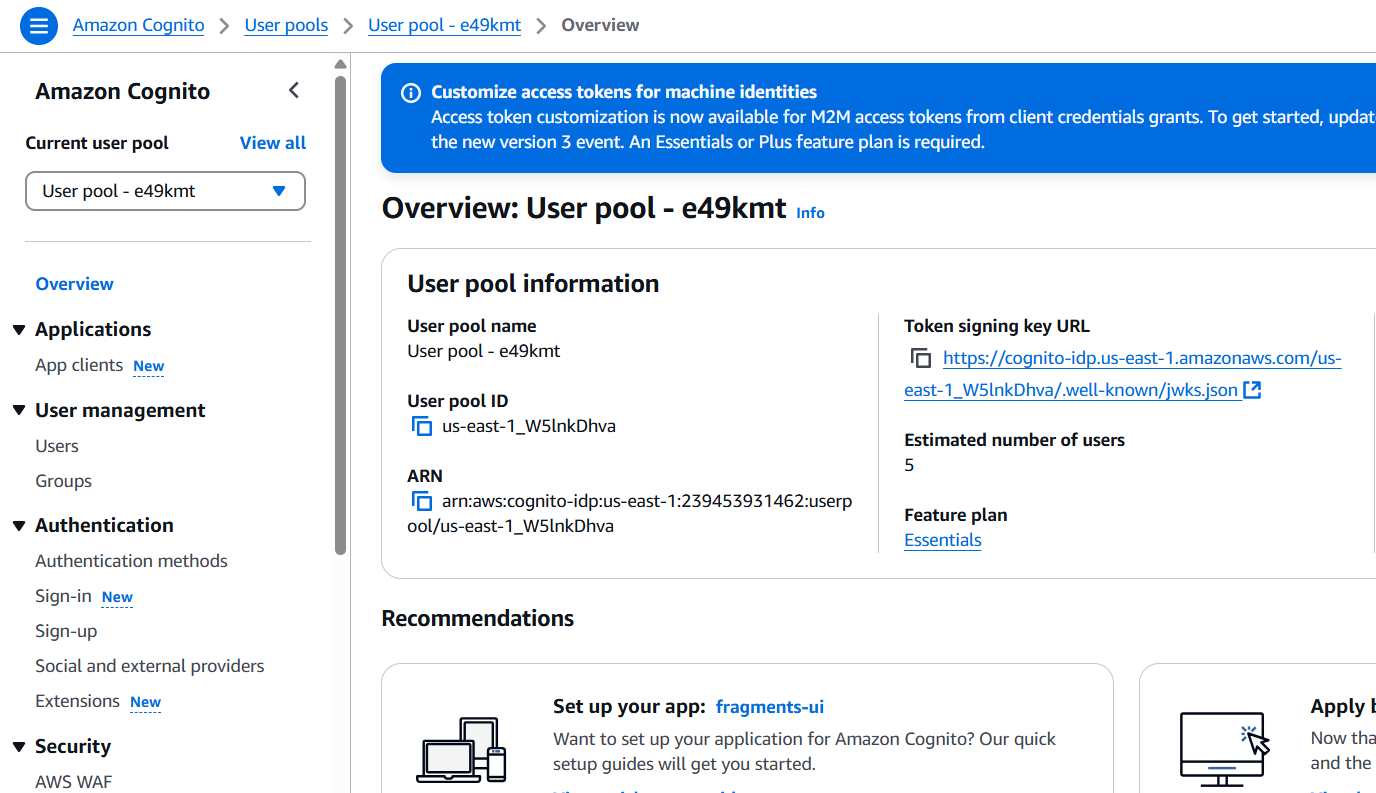 Amazon Cognito > User pools > User pool - e49kmt > Overview
Amazon Cognito
Current user pool View all
User pool - e49kmt
Overview
Applications
App clients New
User management
Users
Groups
Authentication
Authentication methods
Sign-in New
Sign-up
Social and external providers
Extensions New
Security
AWS WAF
Customize access tokens for machine identities
Access token customization is now available for M2M access tokens from client credentials grants. To get started, updat
the new version 3 event. An Essentials or Plus feature plan is required.
Overview: User pool - e49kmt Info
User pool information
User pool name
User pool - e49kmt
User pool ID
us-east-1_W5lnkDhva
ARN
arn:aws:cognito-idp:us-east-1:239453931462:userp
ool/us-east-1_W5lnkDhva
Token signing key URL
https://cognito-idp.us-east-1.amazonaws.com/us-
east-1_W5lnkDhva/.well-known/jwks.json
Estimated number of users
5
Feature plan
Essentials
Recommendations
Set up your app: fragments-ui
Want to set up your application for Amazon Cognito? Our quick
setup guides will get you started.
Apply b
Now tha
and the